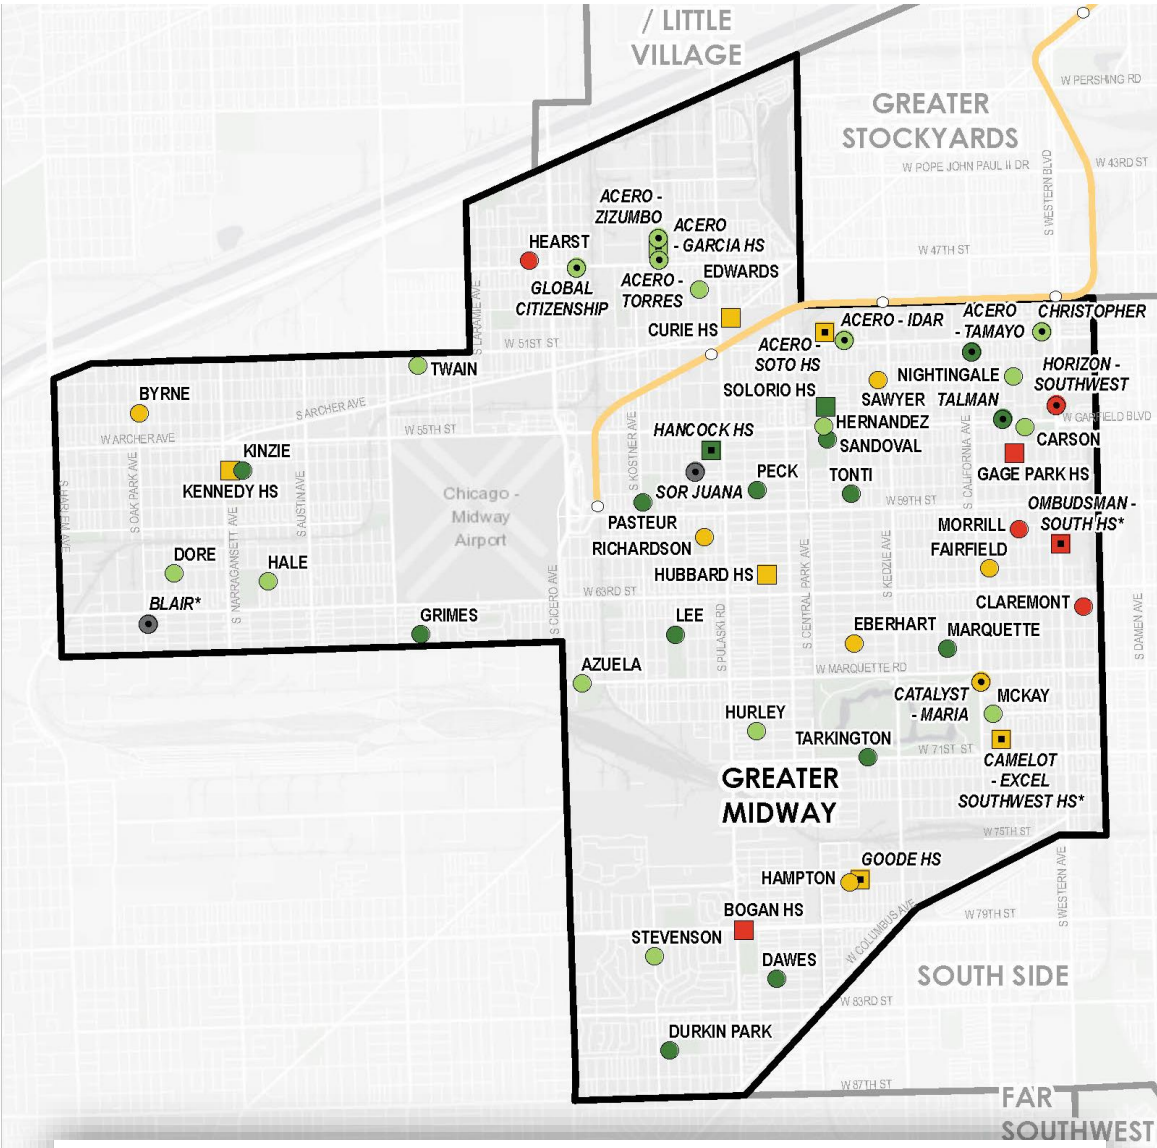 / LITTLE
VILLAGE
W PERSHING RD
GREATER
STOCKYARDS
W POPE JOHN PAUL II DR
W 43RD ST
S WESTERN BLVD
W 47TH ST
ACERO -
ZIZUMBO
ACERO
- GARCIA HS
HEARST
GLOBAL
CITIZENSHIP
ACERO -
TORRES
EDWARDS
CURIE HS
S LARAMIE AVE
W 51ST ST
ACERO - IDAR
ACERO
- TAMAYO
CHRISTOPHER
ACERO -
SOTO HS
HORIZON -
SOUTHWEST
TWAIN
SOLORIO HS
SAWYER
NIGHTINGALE
TALMAN
BYRNE
S ARCHER AVE
W ARCHER AVE
W 55TH ST
W GARFIELD BLVD
HERNANDEZ
SANDOVAL
CARSON
HANCOCK HS
S KOSTNER AVE
S CALIFORNIA AVE
GAGE PARK HS
KINZIE
KENNEDY HS
SOR JUANA
PECK
TONTI
W 59TH ST
S HARLEM AVE
S OAK PARK AVE
S NARRAGANSETT AVE
S AUSTIN AVE
Chicago -
Midway
Airport
PASTEUR
RICHARDSON
OMBUDSMAN -
SOUTH HS*
MORRILL
FAIRFIELD
HUBBARD HS
DORE
HALE
S CICERO AVE
W 63RD ST
S CENTRAL PARK AVE
S KEDZIE AVE
CLAREMONT
S DAMEN AVE
BLAIR*
GRIMES
LEE
S PULASKI RD
EBERHART
MARQUETTE
W MARQUETTE RD
AZUELA
CATALYST
- MARIA
MCKAY
HURLEY
TARKINGTON
W 71ST ST
CAMELOT
- EXCEL
SOUTHWEST HS*
GREATER
MIDWAY
W 75TH ST
GOODE HS
HAMPTON
S WESTERN AVE
BOGAN HS
W COLUMBUS AVE
W 79TH ST
STEVENSON
DAWES
SOUTH SIDE
W 83RD ST
DURKIN PARK
W 87TH ST
FAR
SOUTHWEST